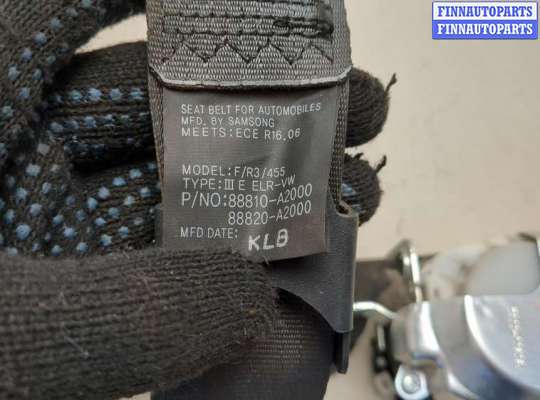 FINNAUTOPARTS
FINNAUTOPARTS
SEAT BELT FOR AUTOMOBILES
MFD. BY SAMSONG
MEETS:ECE R16.06
MODEL:F/R3/455
TYPE:III E ELR-VW
P/NO:88810-A2000
88820-A2000
MFD DATE: KLB